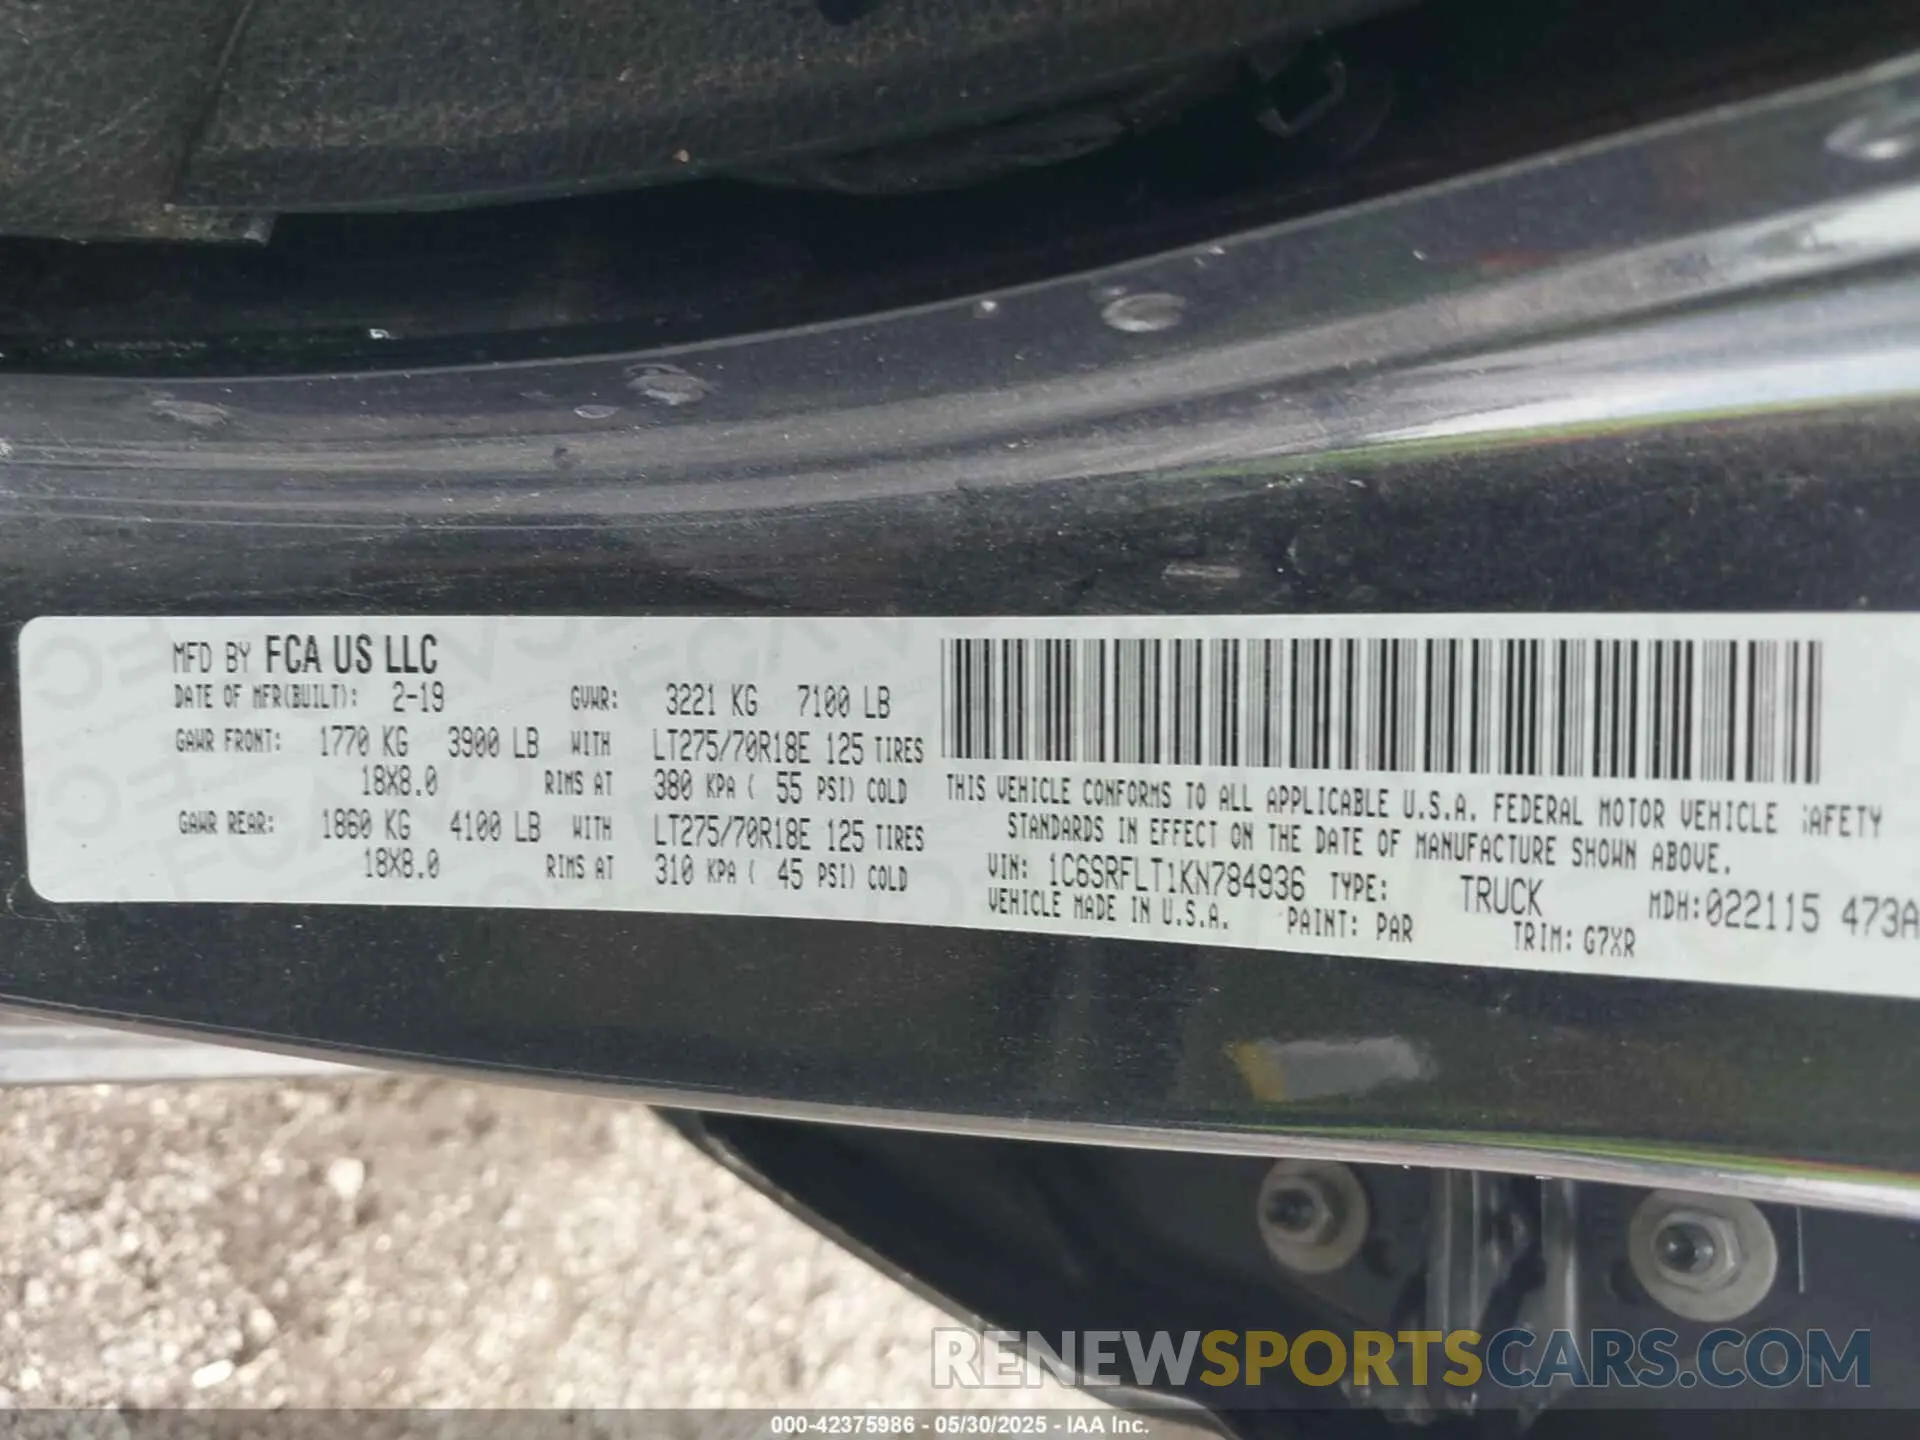 MFD BY FCA US LLC
DATE OF MFR(BUILT): 2-19 GVWR: 3221 KG 7100 LB
GAWR FRONT: 1770 KG 3900 LB WITH LT275/70R18E 125 TIRES
18X8.0 RIMS AT 380 KPA ( 55 PSI) COLD
GAWR REAR: 1860 KG 4100 LB WITH LT275/70R18E 125 TIRES
18X8.0 RIMS AT 310 KPA ( 45 PSI) COLD
THIS VEHICLE CONFORMS TO ALL APPLICABLE U.S.A. FEDERAL MOTOR VEHICLE SAFETY
STANDARDS IN EFFECT ON THE DATE OF MANUFACTURE SHOWN ABOVE.
VIN: 1C6SRFLT1KN784936 TYPE: TRUCK MDH:022115 473A
VEHICLE MADE IN U.S.A. PAINT: PAR TRIM: G7XR
RENEWSPORTSCARS.COM
000-42375986 - 05/30/2025 - IAA Inc.